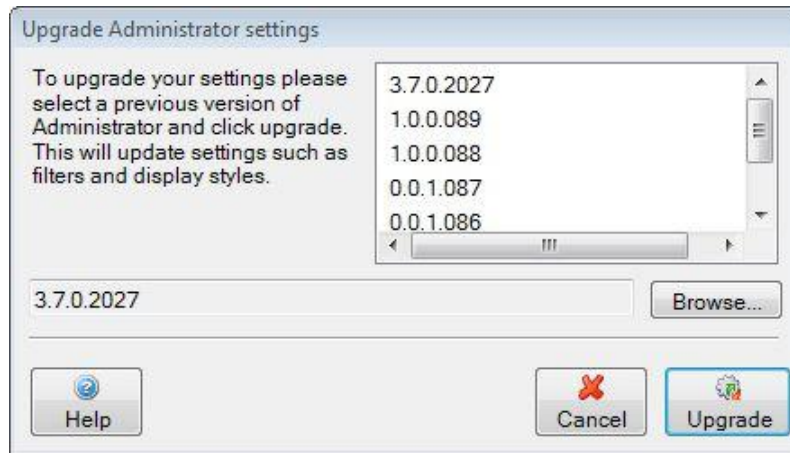 Upgrade Administrator settings
To upgrade your settings please
select a previous version of
Administrator and click upgrade.
This will update settings such as
filters and display styles.
3.7.0.2027
1.0.0.089
1.0.0.088
0.0.1.087
0.0.1.086
3.7.0.2027
Browse...
Help
Cancel
Upgrade